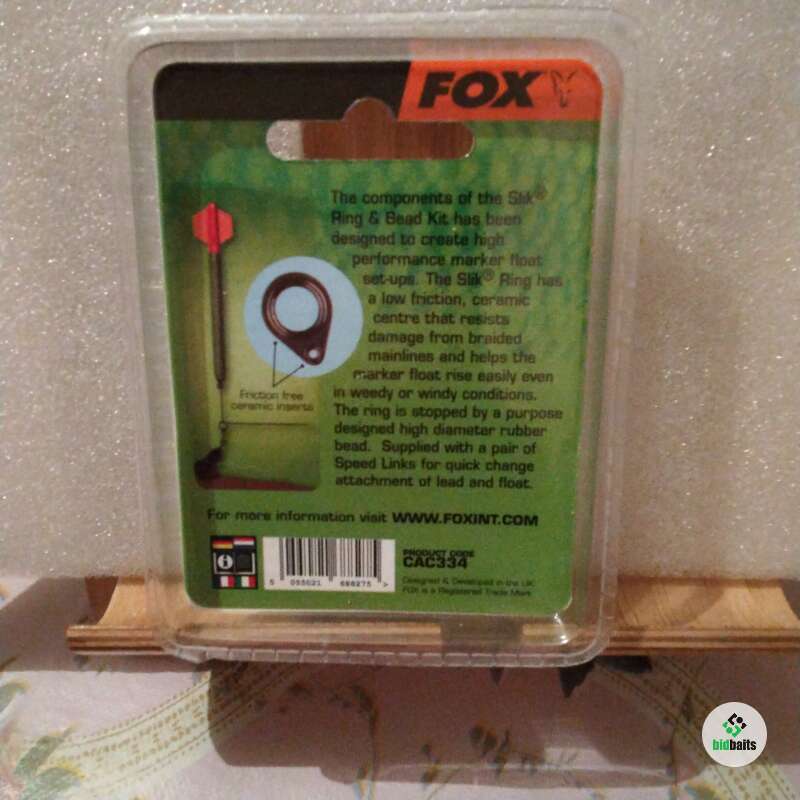 FOX
The components of the Slik®
Ring & Bead Kit has been
designed to create high
performance marker float
set-ups. The Slik® Ring has
a low friction, ceramic
centre that resists
damage from braided
mainlines and helps the
marker float rise easily even
in weedy or windy conditions.
The ring is stopped by a purpose
designed high diameter rubber
bead. Supplied with a pair of
Speed Links for quick change
attachment of lead and float.
Friction free
ceramic inserts
For more information visit WWW.FOXINT.COM
PRODUCT CODE
CAC334
Designed & Developed in the UK
FOX is a Registered Trade Mark
5 055021 688275 >
bidbaits